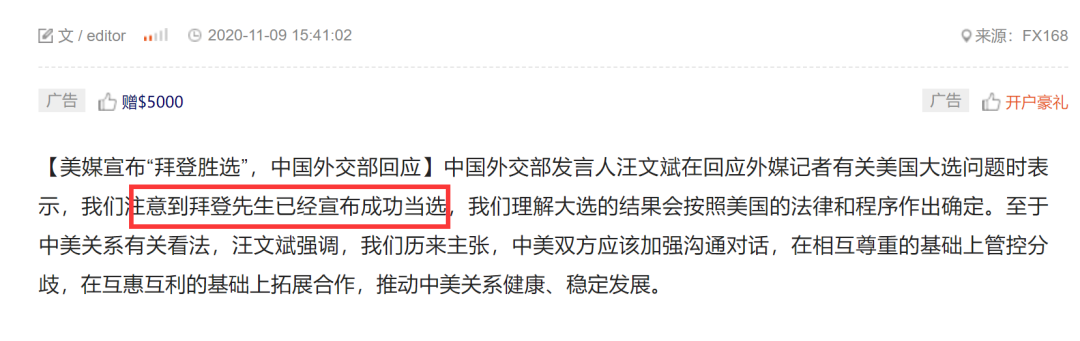 文 / editor 2020-11-09 15:41:02 来源：FX168
广告 赠$5000 广告 开户豪礼
【美媒宣布“拜登胜选”，中国外交部回应】中国外交部发言人汪文斌在回应外媒记者有关美国大选问题时表
示，我们注意到拜登先生已经宣布成功当选，我们理解大选的结果会按照美国的法律和程序作出确定。至于
中美关系有关看法，汪文斌强调，我们历来主张，中美双方应该加强沟通对话，在相互尊重的基础上管控分
歧，在互惠互利的基础上拓展合作，推动中美关系健康、稳定发展。